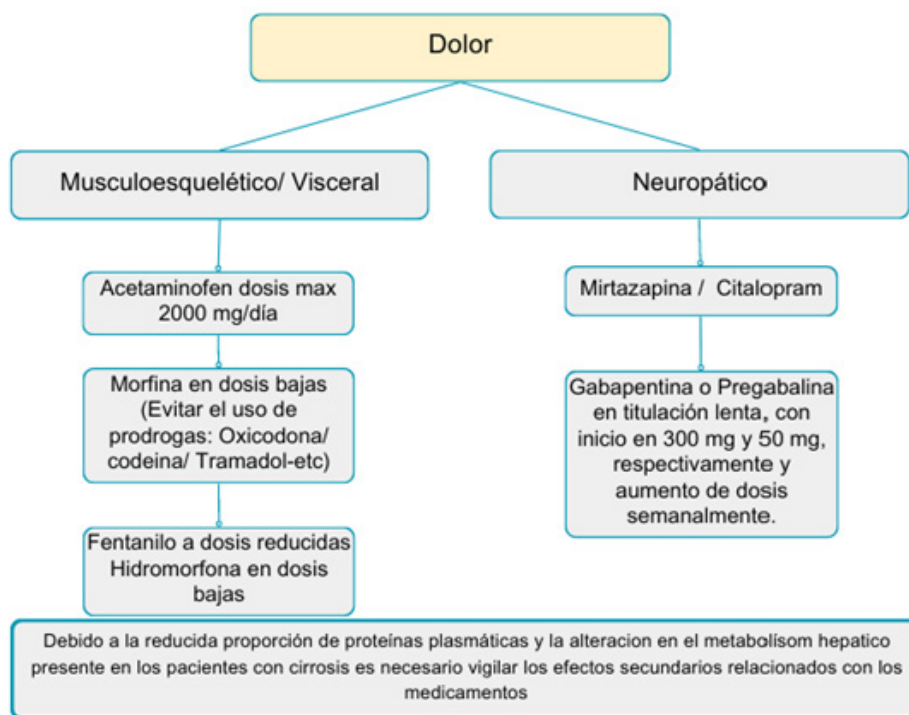 Dolor
Musculoesquelético/ Visceral
Neuropático
Acetaminofen dosis max
2000 mg/día
Mirtazapina / Citalopram
Morfina en dosis bajas
(Evitar el uso de
prodrogas: Oxicodona/
codeina/ Tramadol-etc)
Gabapentina o Pregabalina
en titulación lenta, con
inicio en 300 mg y 50 mg,
respectivamente y
aumento de dosis
semanalmente.
Fentanilo a dosis reducidas
Hidromorfona en dosis
bajas
Debido a la reducida proporción de proteínas plasmáticas y la alteracion en el metabolísom hepatico
presente en los pacientes con cirrosis es necesario vigilar los efectos secundarios relacionados con los
medicamentos